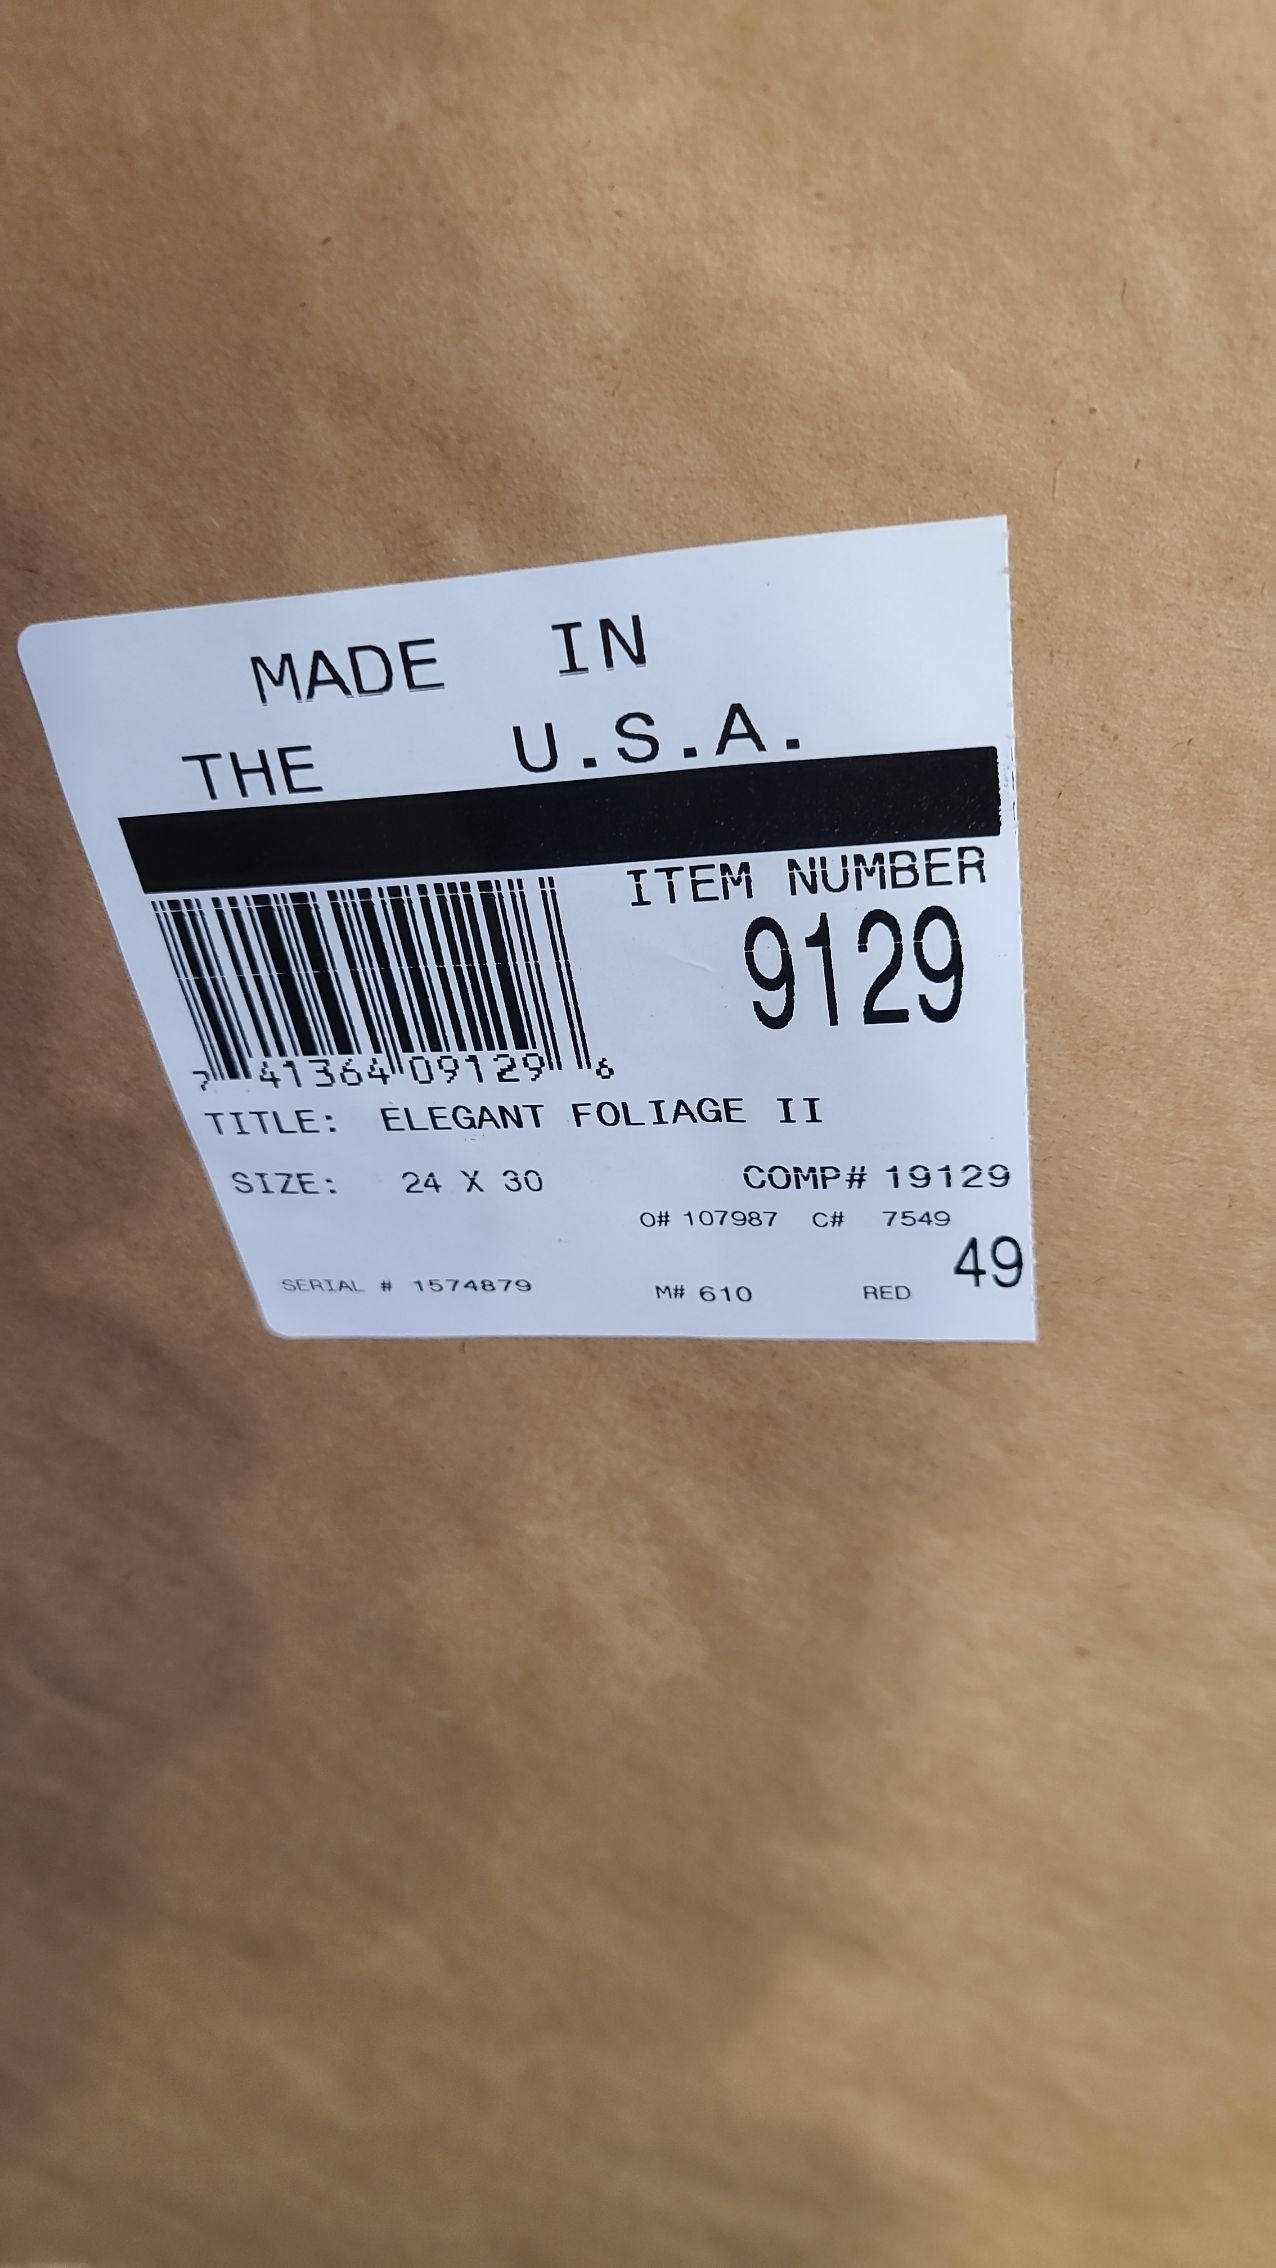 MADE IN
THE U.S.A.
ITEM NUMBER
9129
7 41364 09129 6
TITLE: ELEGANT FOLIAGE II
SIZE: 24 X 30 COMP# 19129
O# 107987 C# 7549
49
SERIAL # 1574879 M# 610 RED